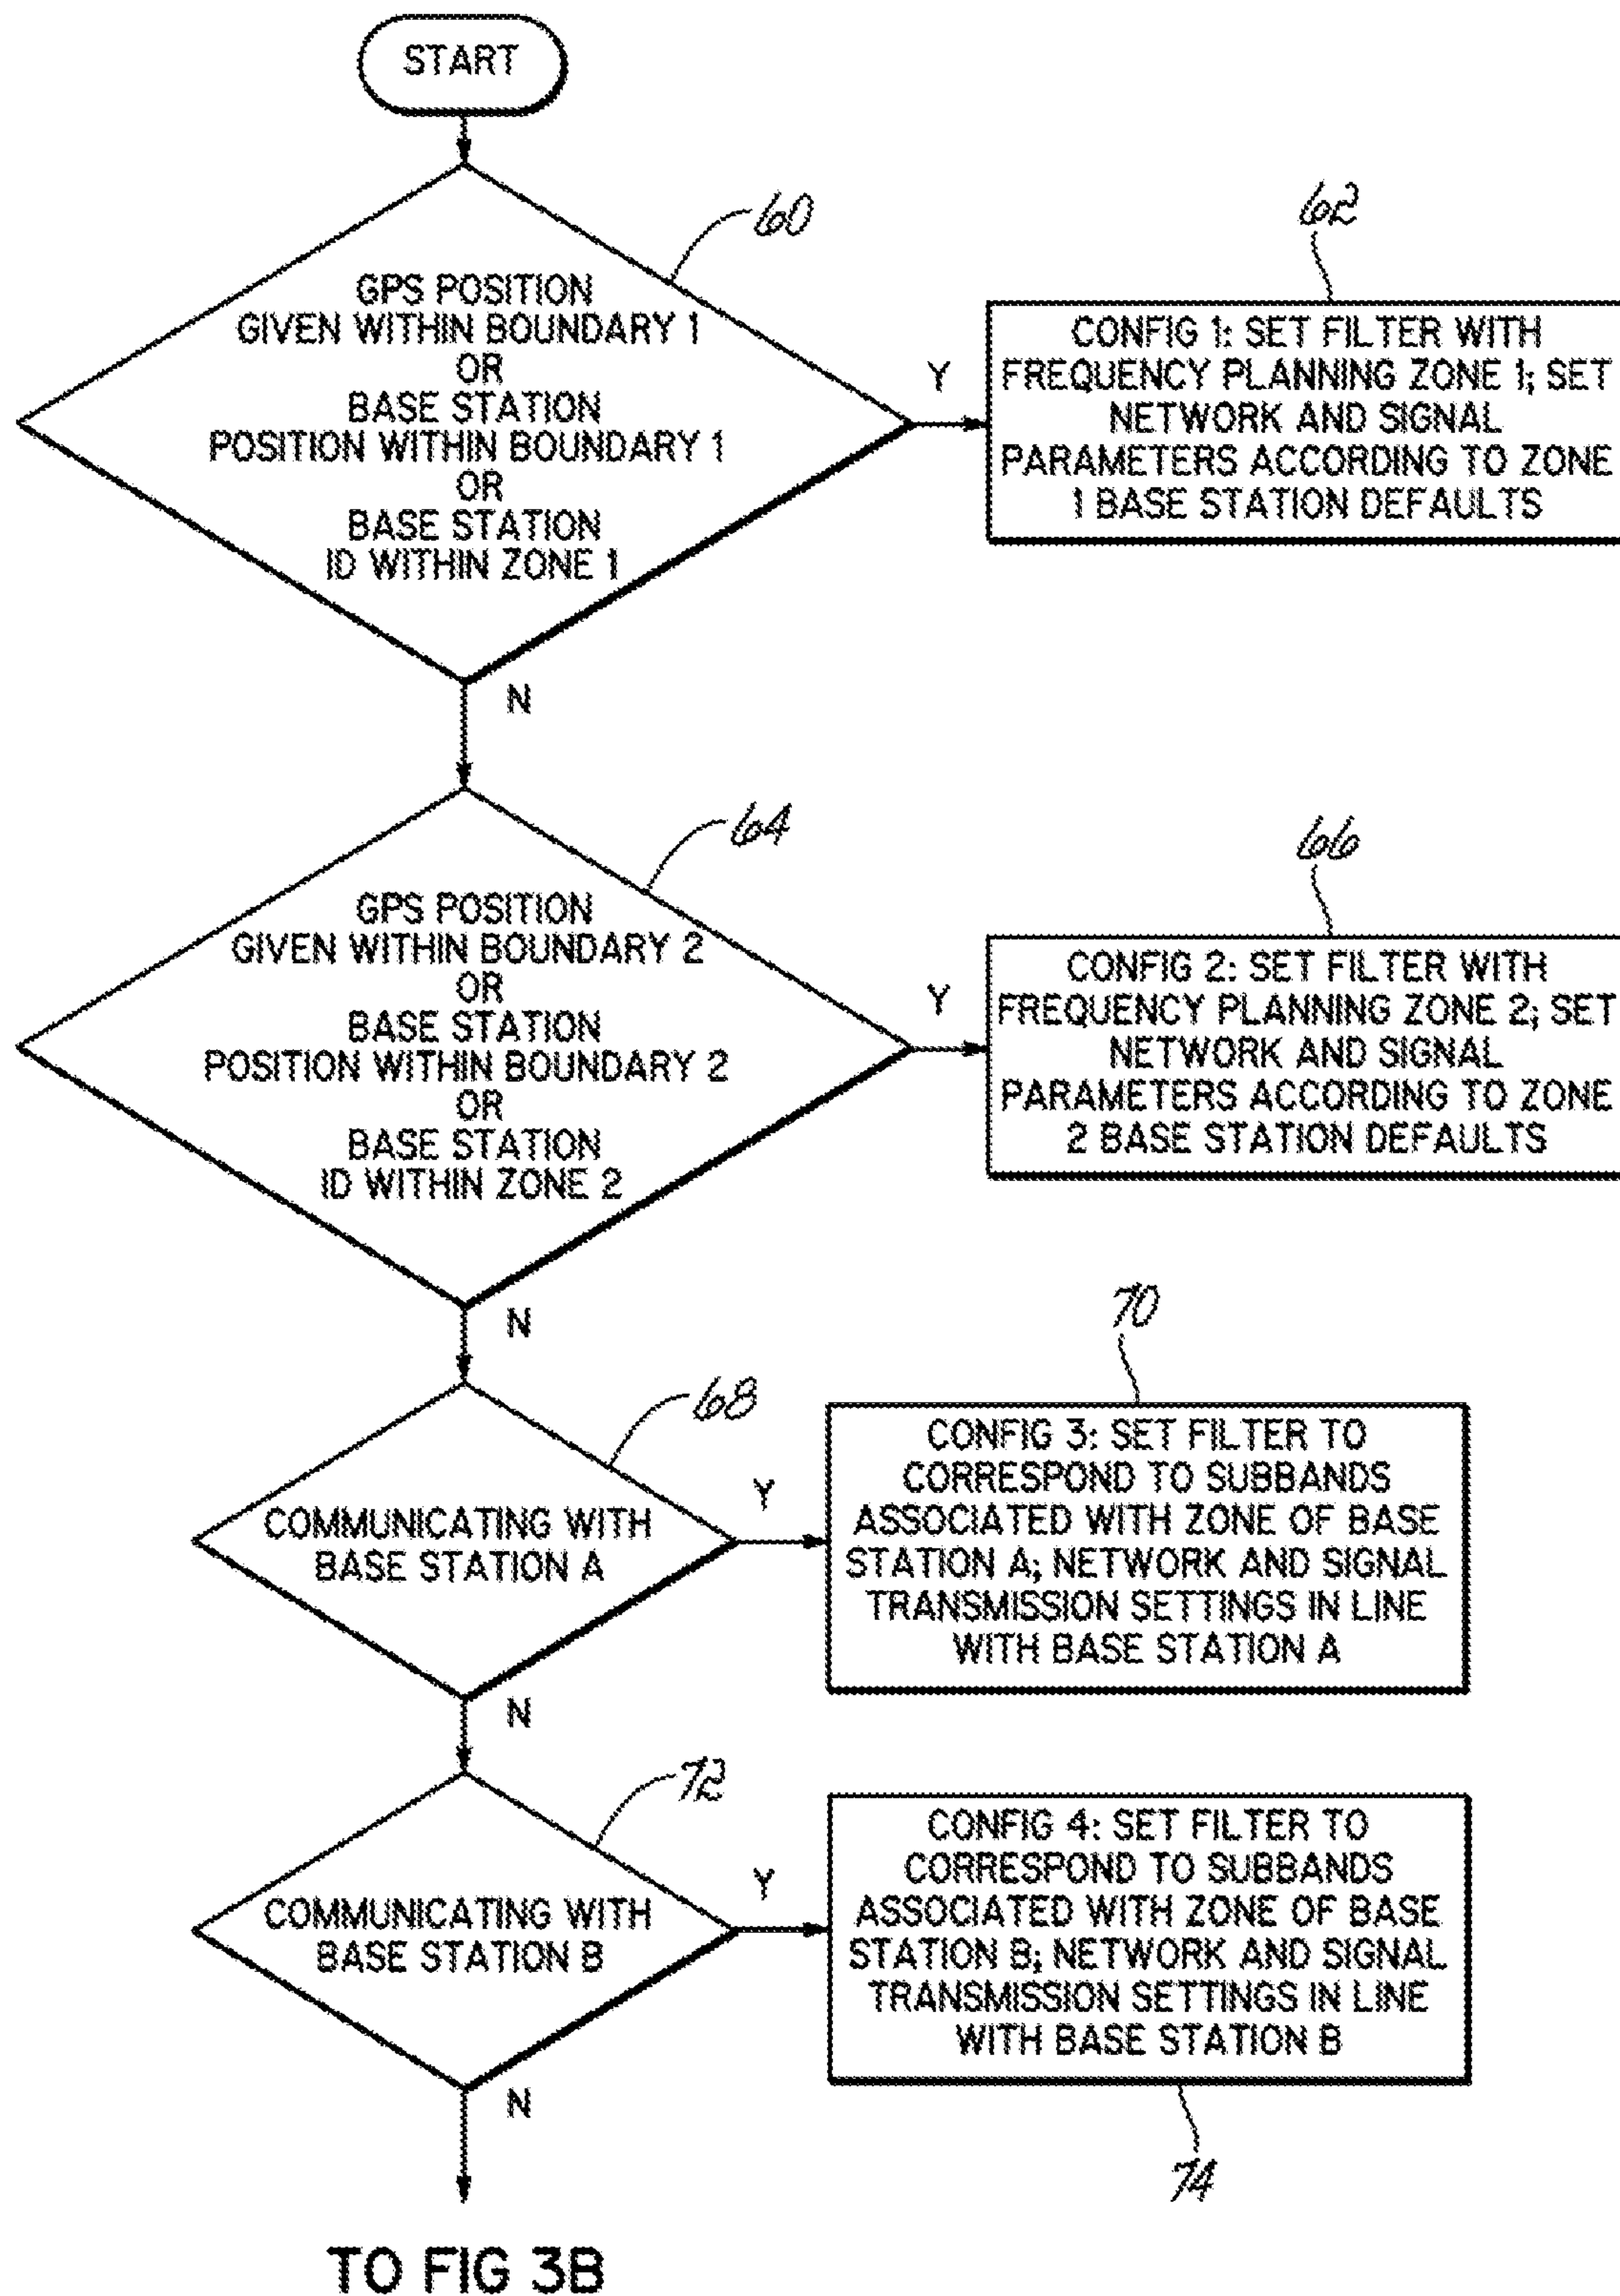 START
60
GPS POSITION
GIVEN WITHIN BOUNDARY 1
OR
BASE STATION
POSITION WITHIN BOUNDARY 1
OR
BASE STATION
ID WITHIN ZONE 1
Y
62
CONFIG 1: SET FILTER WITH
FREQUENCY PLANNING ZONE 1; SET
NETWORK AND SIGNAL
PARAMETERS ACCORDING TO ZONE
1 BASE STATION DEFAULTS
N
64
GPS POSITION
GIVEN WITHIN BOUNDARY 2
OR
BASE STATION
POSITION WITHIN BOUNDARY 2
OR
BASE STATION
ID WITHIN ZONE 2
Y
66
CONFIG 2: SET FILTER WITH
FREQUENCY PLANNING ZONE 2; SET
NETWORK AND SIGNAL
PARAMETERS ACCORDING TO ZONE
2 BASE STATION DEFAULTS
N
68
COMMUNICATING WITH
BASE STATION A
Y
70
CONFIG 3: SET FILTER TO
CORRESPOND TO SUBBANDS
ASSOCIATED WITH ZONE OF BASE
STATION A; NETWORK AND SIGNAL
TRANSMISSION SETTINGS IN LINE
WITH BASE STATION A
N
72
COMMUNICATING WITH
BASE STATION B
Y
CONFIG 4: SET FILTER TO
CORRESPOND TO SUBBANDS
ASSOCIATED WITH ZONE OF BASE
STATION B; NETWORK AND SIGNAL
TRANSMISSION SETTINGS IN LINE
WITH BASE STATION B
74
N
TO FIG 3B